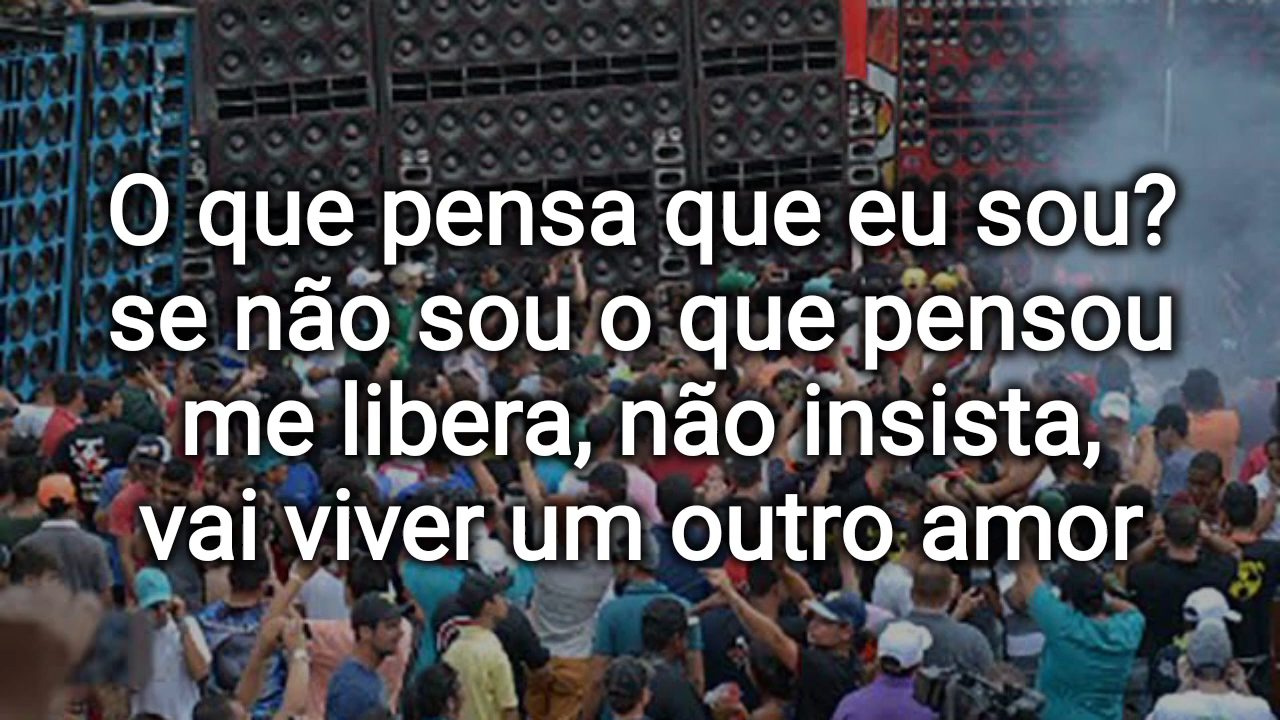 O que pensa que eu sou?
se não sou o que pensou
me libera, não insista,
vai viver um outro amor